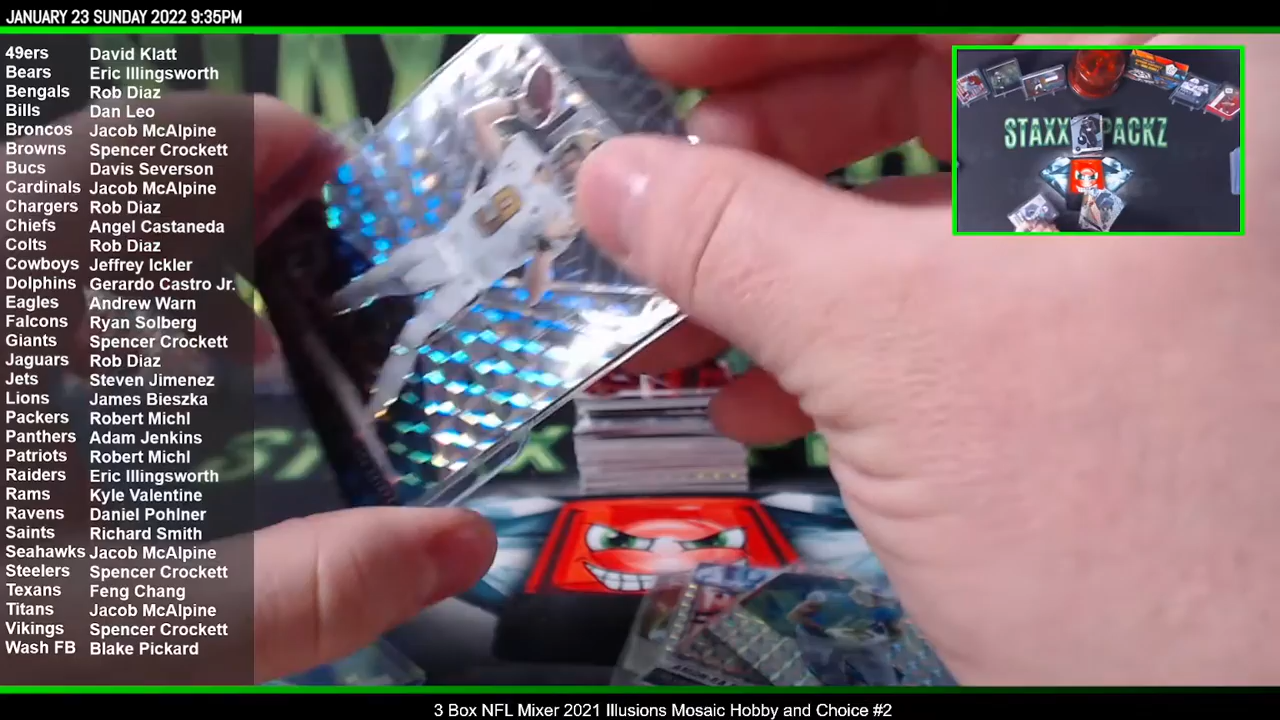 JANUARY 23 SUNDAY 2022 9:35PM
49ers David Klatt
Bears Eric Illingsworth
Bengals Rob Diaz
Bills Dan Leo
Broncos Jacob McAlpine
Browns Spencer Crockett
Bucs Davis Severson
Cardinals Jacob McAlpine
Chargers Rob Diaz
Chiefs Angel Castaneda
Colts Rob Diaz
Cowboys Jeffrey Ickler
Dolphins Gerardo Castro Jr.
Eagles Andrew Warn
Falcons Ryan Solberg
Giants Spencer Crockett
Jaguars Rob Diaz
Jets Steven Jimenez
Lions James Bieszka
Packers Robert Michl
Panthers Adam Jenkins
Patriots Robert Michl
Raiders Eric Illingsworth
Rams Kyle Valentine
Ravens Daniel Pohlner
Saints Richard Smith
Seahawks Jacob McAlpine
Steelers Spencer Crockett
Texans Feng Chang
Titans Jacob McAlpine
Vikings Spencer Crockett
Wash FB Blake Pickard
STAXX PACKZ
9
3 Box NFL Mixer 2021 Illusions Mosaic Hobby and Choice #2